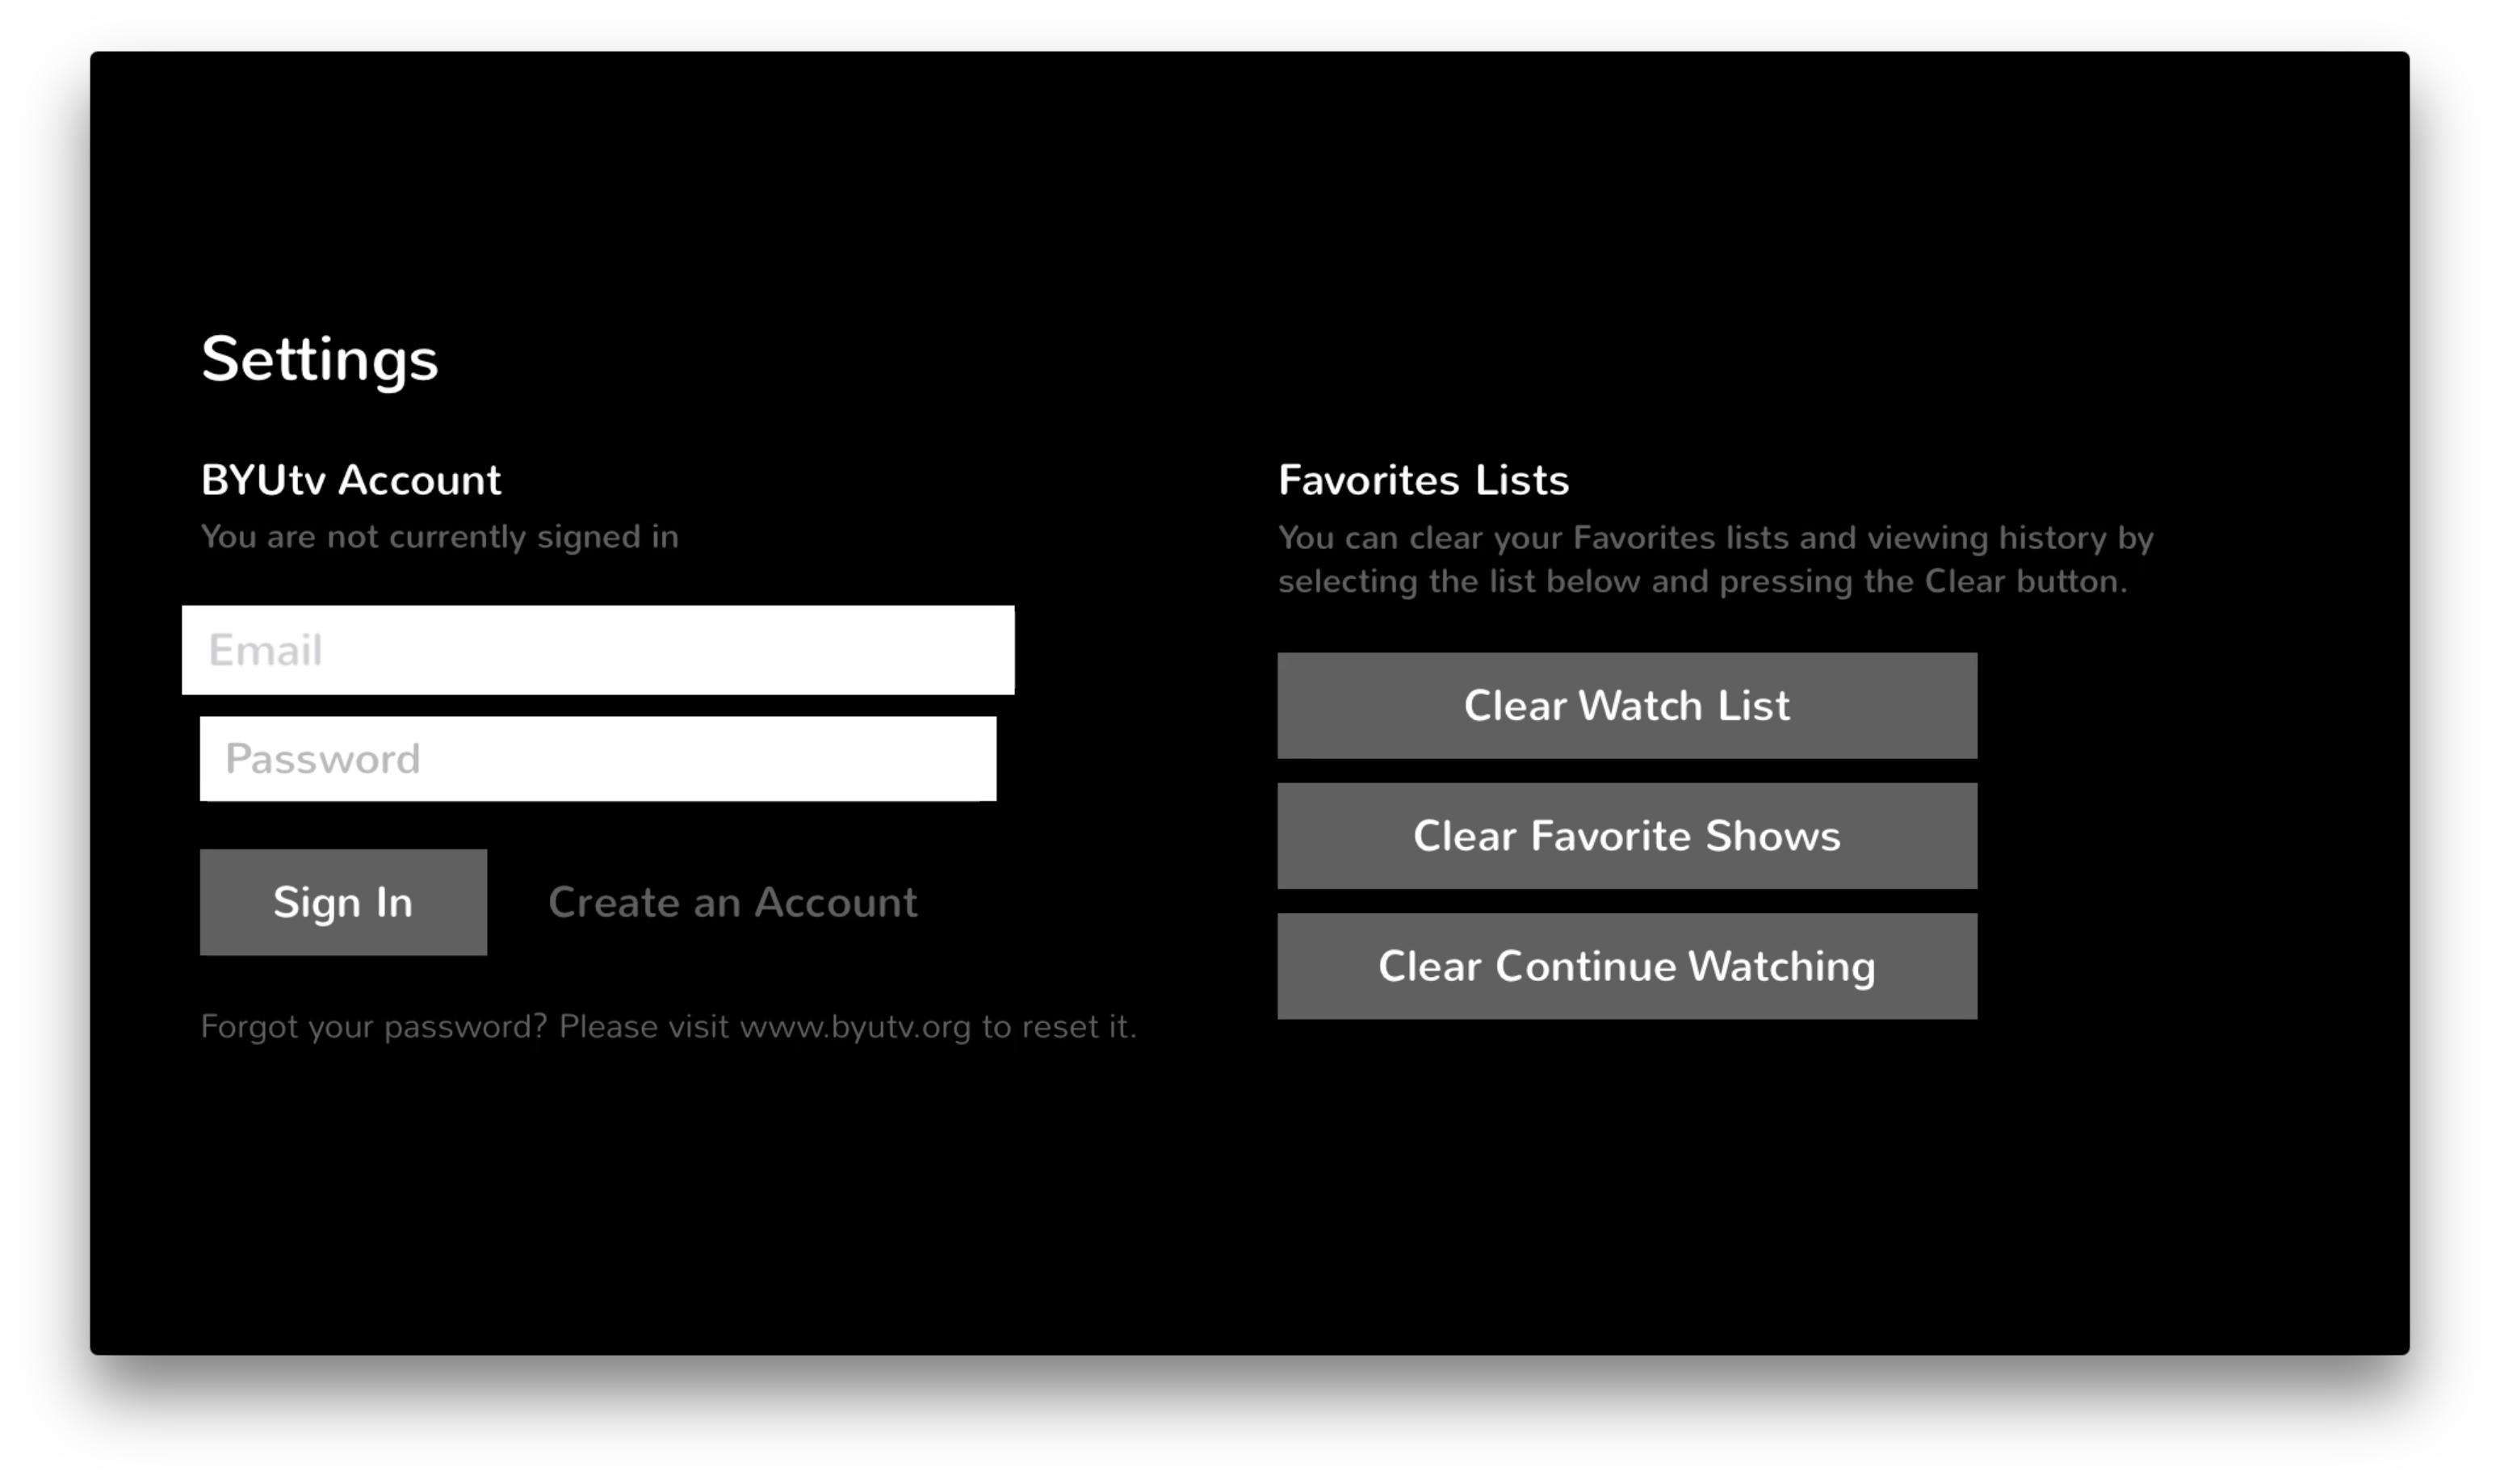 Settings
BYUtv Account
You are not currently signed in
Email
Password
Sign In
Create an Account
Forgot your password? Please visit www.byutv.org to reset it.
Favorites Lists
You can clear your Favorites lists and viewing history by
selecting the list below and pressing the Clear button.
Clear Watch List
Clear Favorite Shows
Clear Continue Watching